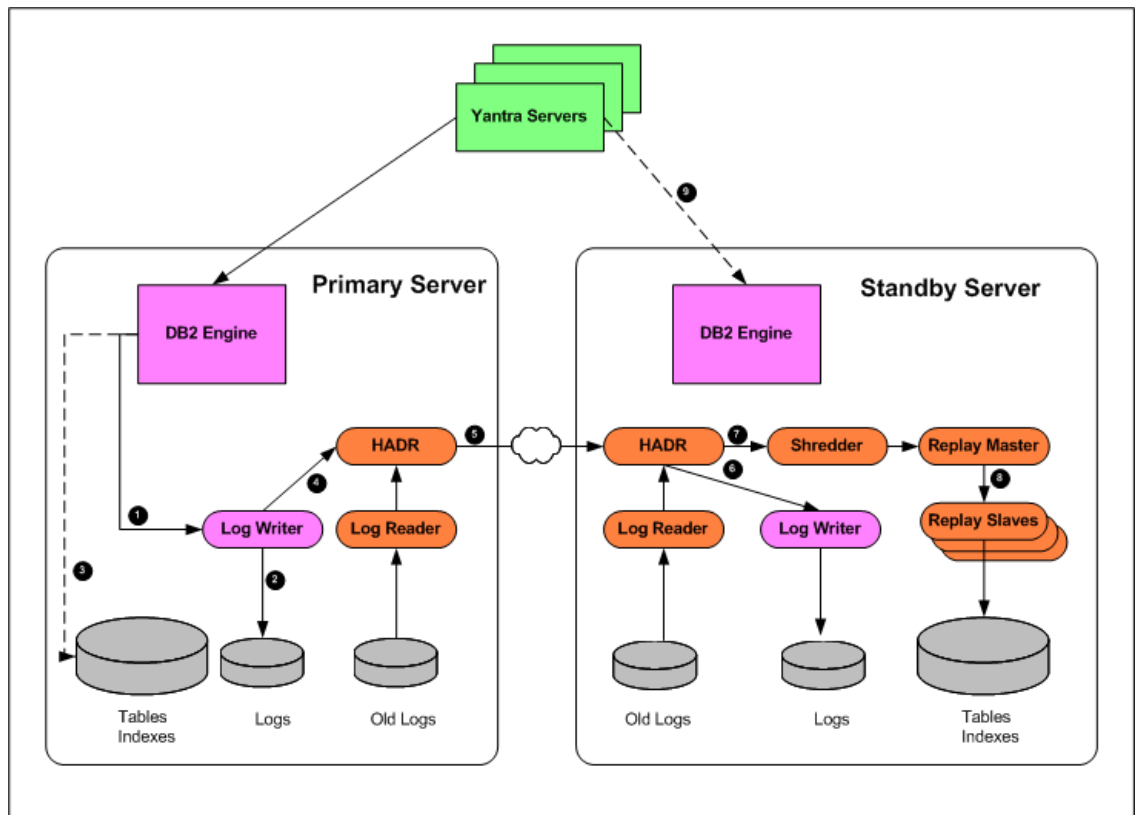 Yantra Servers
9
Primary Server
Standby Server
DB2 Engine
DB2 Engine
HADR
5
HADR
7
Shredder
Replay Master
4
6
8
1
Log Writer
Log Reader
Log Reader
Log Writer
Replay Slaves
3
2
Tables
Indexes
Logs
Old Logs
Old Logs
Logs
Tables
Indexes